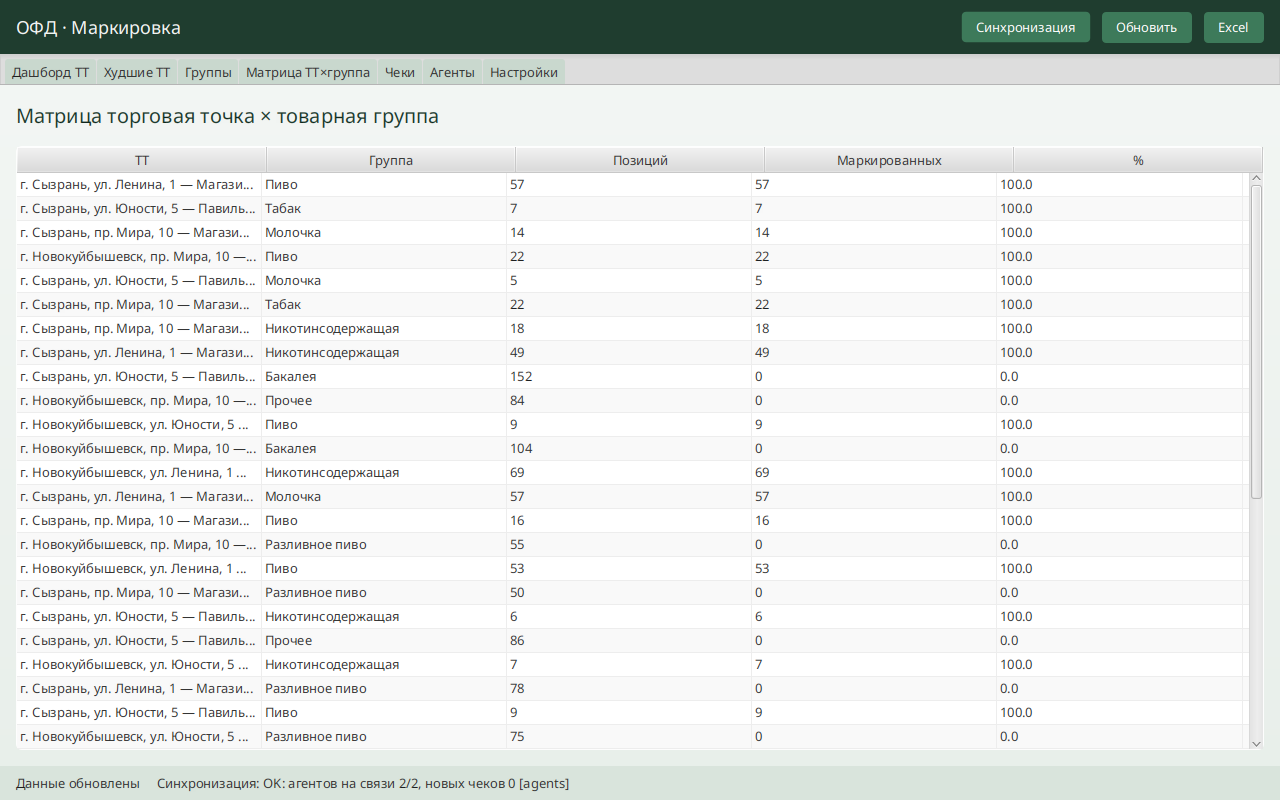 ОФД · Маркировка Синхронизация Обновить Excel
Дашборд ТТ Худшие ТТ Группы Матрица ТТ×группа Чеки Агенты Настройки
Матрица торговая точка × товарная группа
ТТ Группа Позиций Маркированных %
г. Сызрань, ул. Ленина, 1 — Магази... Пиво 57 57 100.0
г. Сызрань, ул. Юности, 5 — Павиль... Табак 7 7 100.0
г. Сызрань, пр. Мира, 10 — Магази... Молочка 14 14 100.0
г. Новокуйбышевск, пр. Мира, 10 —... Пиво 22 22 100.0
г. Сызрань, ул. Юности, 5 — Павиль... Молочка 5 5 100.0
г. Сызрань, пр. Мира, 10 — Магази... Табак 22 22 100.0
г. Сызрань, пр. Мира, 10 — Магази... Никотинсодержащая 18 18 100.0
г. Сызрань, ул. Ленина, 1 — Магази... Никотинсодержащая 49 49 100.0
г. Сызрань, ул. Юности, 5 — Павиль... Бакалея 152 0 0.0
г. Новокуйбышевск, пр. Мира, 10 —... Прочее 84 0 0.0
г. Новокуйбышевск, ул. Юности, 5 ... Пиво 9 9 100.0
г. Новокуйбышевск, пр. Мира, 10 —... Бакалея 104 0 0.0
г. Новокуйбышевск, ул. Ленина, 1 ... Никотинсодержащая 69 69 100.0
г. Сызрань, ул. Ленина, 1 — Магази... Молочка 57 57 100.0
г. Сызрань, пр. Мира, 10 — Магази... Пиво 16 16 100.0
г. Новокуйбышевск, пр. Мира, 10 —... Разливное пиво 55 0 0.0
г. Новокуйбышевск, ул. Ленина, 1 ... Пиво 53 53 100.0
г. Сызрань, пр. Мира, 10 — Магази... Разливное пиво 50 0 0.0
г. Сызрань, ул. Юности, 5 — Павиль... Никотинсодержащая 6 6 100.0
г. Сызрань, ул. Юности, 5 — Павиль... Прочее 86 0 0.0
г. Новокуйбышевск, ул. Юности, 5 ... Никотинсодержащая 7 7 100.0
г. Сызрань, ул. Ленина, 1 — Магази... Разливное пиво 78 0 0.0
г. Сызрань, ул. Юности, 5 — Павиль... Пиво 9 9 100.0
г. Новокуйбышевск, ул. Юности, 5 ... Разливное пиво 75 0 0.0
Данные обновлены Синхронизация: OK: агентов на связи 2/2, новых чеков 0 [agents]